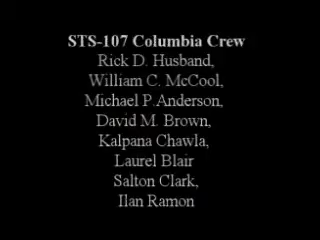 STS-107 Columbia Crew
Rick D. Husband,
William C. McCool,
Michael P.Anderson,
David M. Brown,
Kalpana Chawla,
Laurel Blair
Salton Clark,
Ilan Ramon